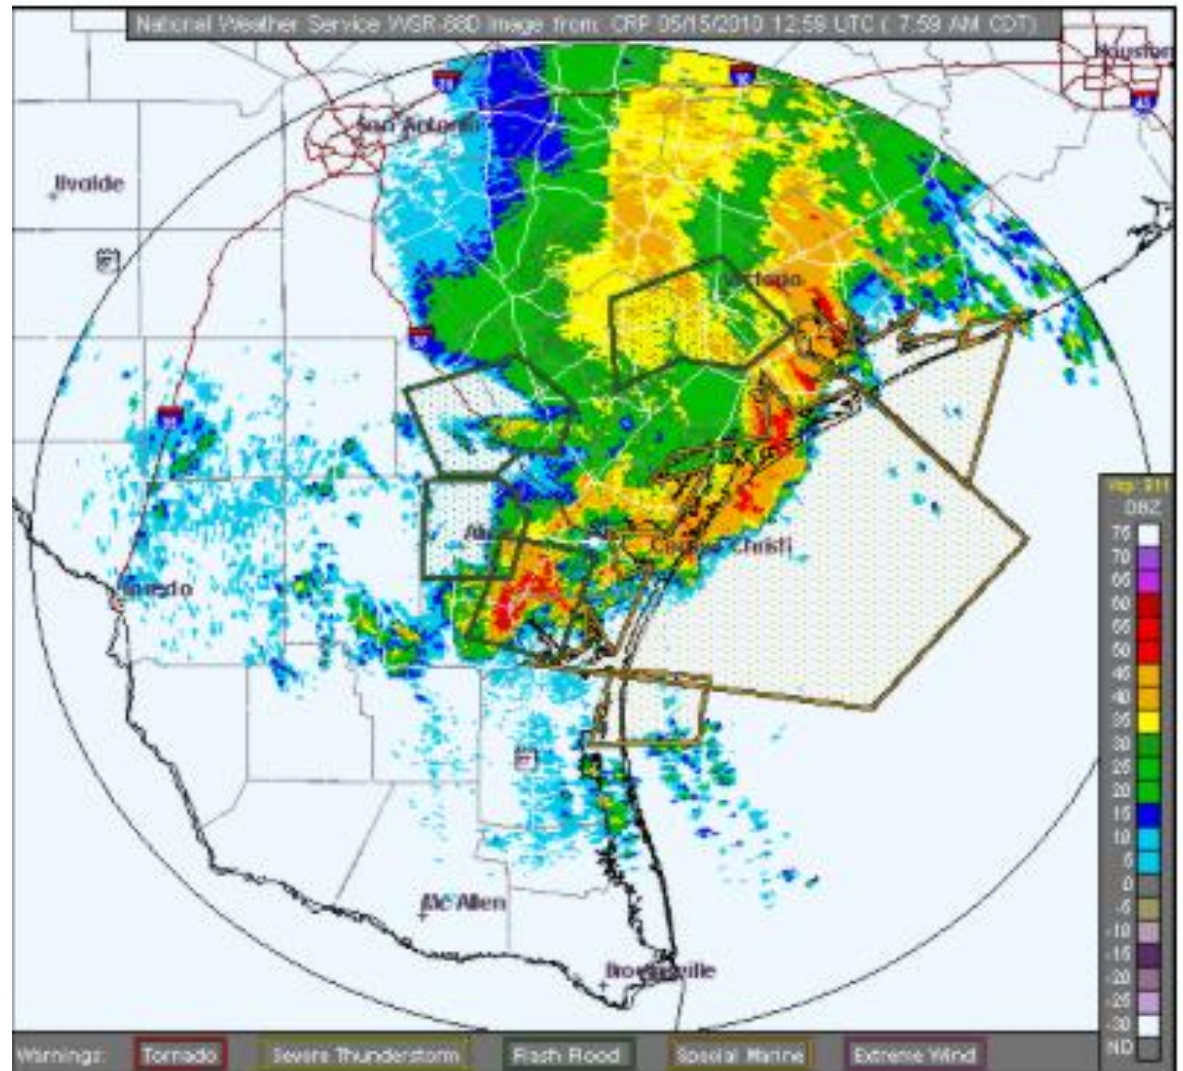 National Weather Service WSR-88D Image from: CRP 05/15/2010 12:59 UTC ( 7:59 AM CDT)
Houston
San Antonio
Uvalde
Victoria
Corpus Christi
Laredo
Mc Allen
Brownsville
vcp: 211
DBZ
75
70
65
60
55
50
45
40
35
30
25
20
15
10
5
0
-5
-10
-15
-20
-25
-30
ND
Warnings: Tornado Severe Thunderstorm Flash Flood Special Marine Extreme Wind